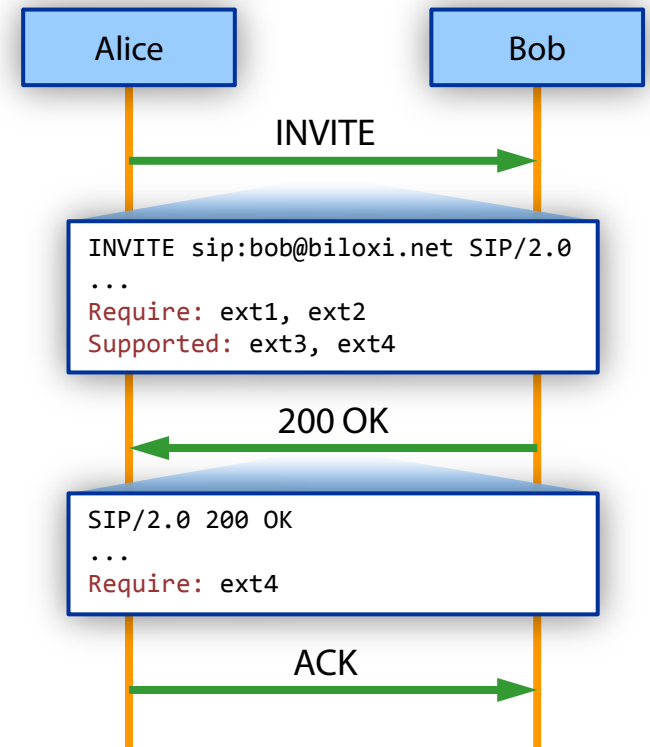 Alice
Bob
INVITE
INVITE sip:bob@biloxi.net SIP/2.0
...
Require: ext1, ext2
Supported: ext3, ext4
200 OK
SIP/2.0 200 OK
...
Require: ext4
ACK